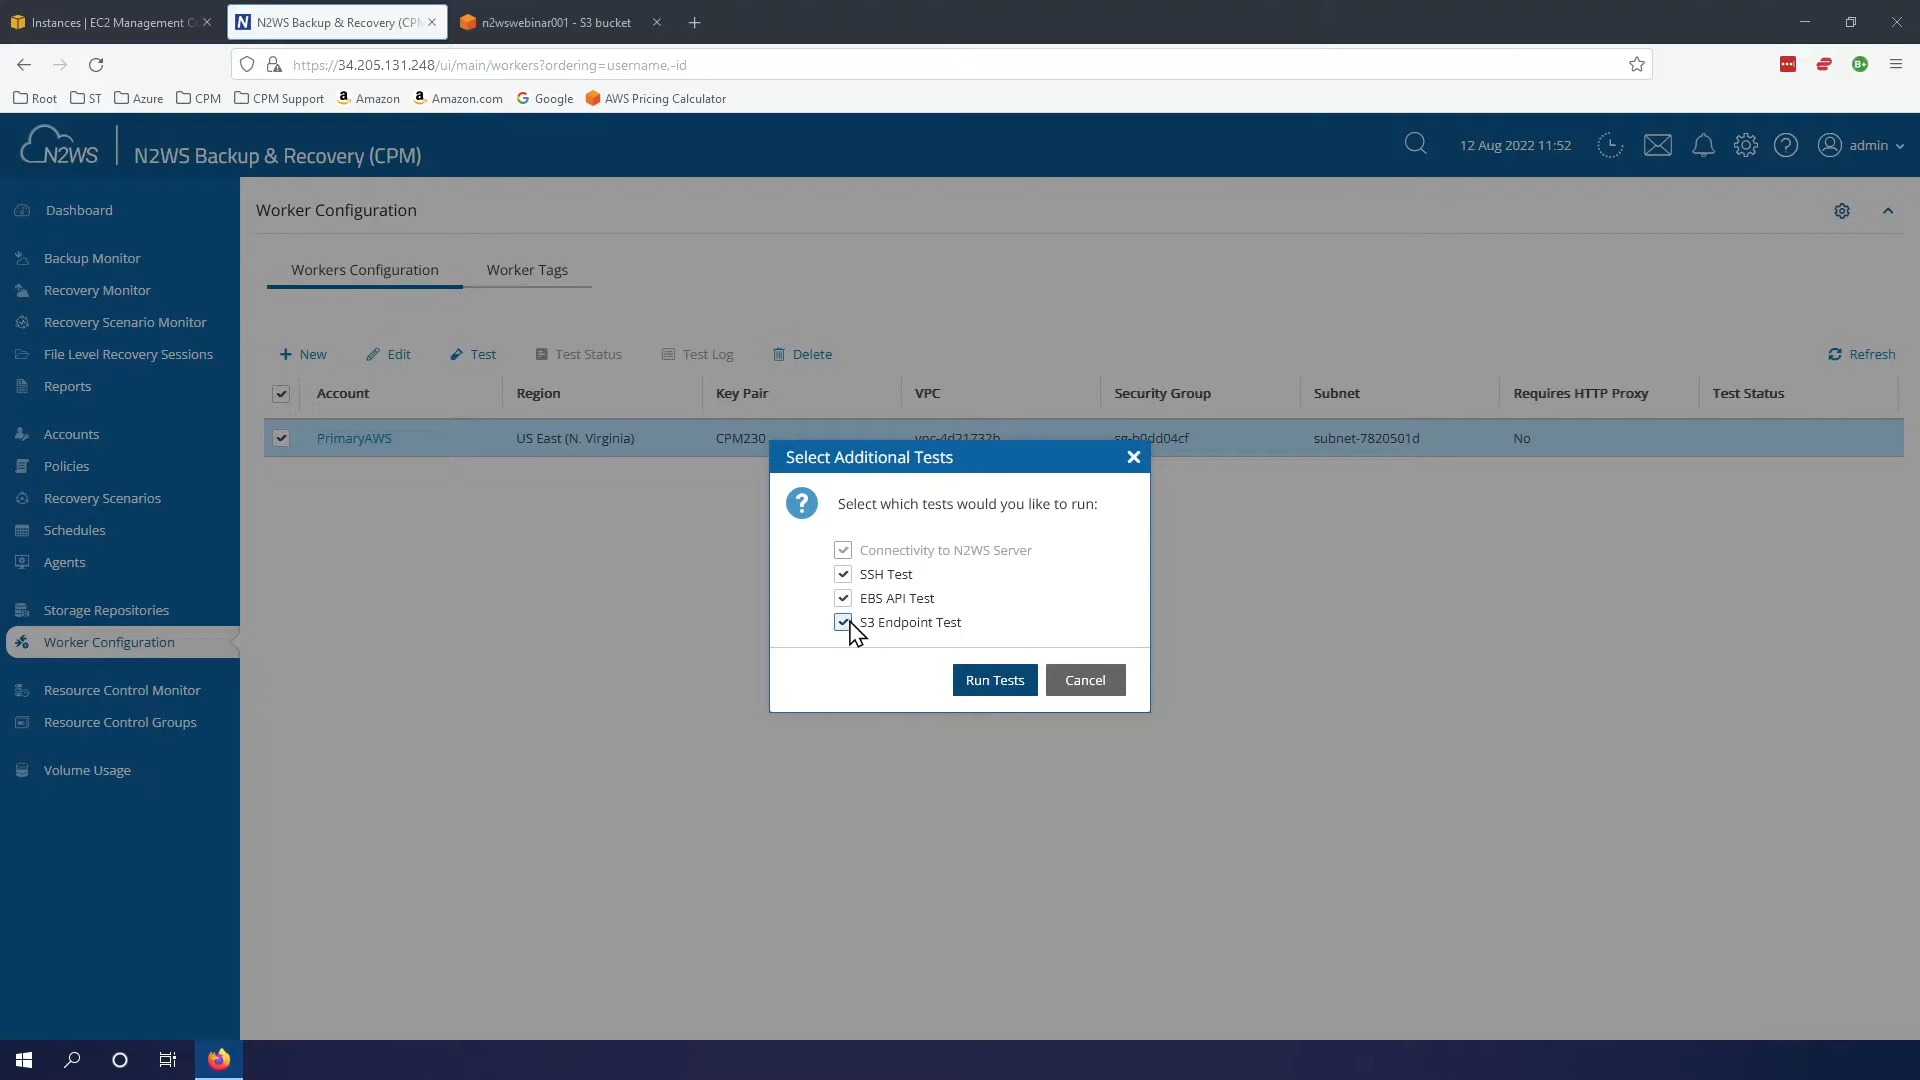 Instances | EC2 Management C
N2WS Backup & Recovery (CPM
n2wswebinar001 - S3 bucket
https://34.205.131.248/ui/main/workers?ordering=username,-id
Root
ST
Azure
CPM
CPM Support
Amazon
Amazon.com
Google
AWS Pricing Calculator
N2WS
N2WS Backup & Recovery (CPM)
12 Aug 2022 11:52
admin
Dashboard
Backup Monitor
Recovery Monitor
Recovery Scenario Monitor
File Level Recovery Sessions
Reports
Accounts
Policies
Recovery Scenarios
Schedules
Agents
Storage Repositories
Worker Configuration
Resource Control Monitor
Resource Control Groups
Volume Usage
Worker Configuration
Workers Configuration
Worker Tags
New
Edit
Test
Test Status
Test Log
Delete
Refresh
Account Region Key Pair VPC Security Group Subnet Requires HTTP Proxy Test Status
PrimaryAWS US East (N. Virginia) CPM230 vpc-4d21732b sg-b0dd04cf subnet-7820501d No
Select Additional Tests
Select which tests would you like to run:
Connectivity to N2WS Server
SSH Test
EBS API Test
S3 Endpoint Test
Run Tests
Cancel